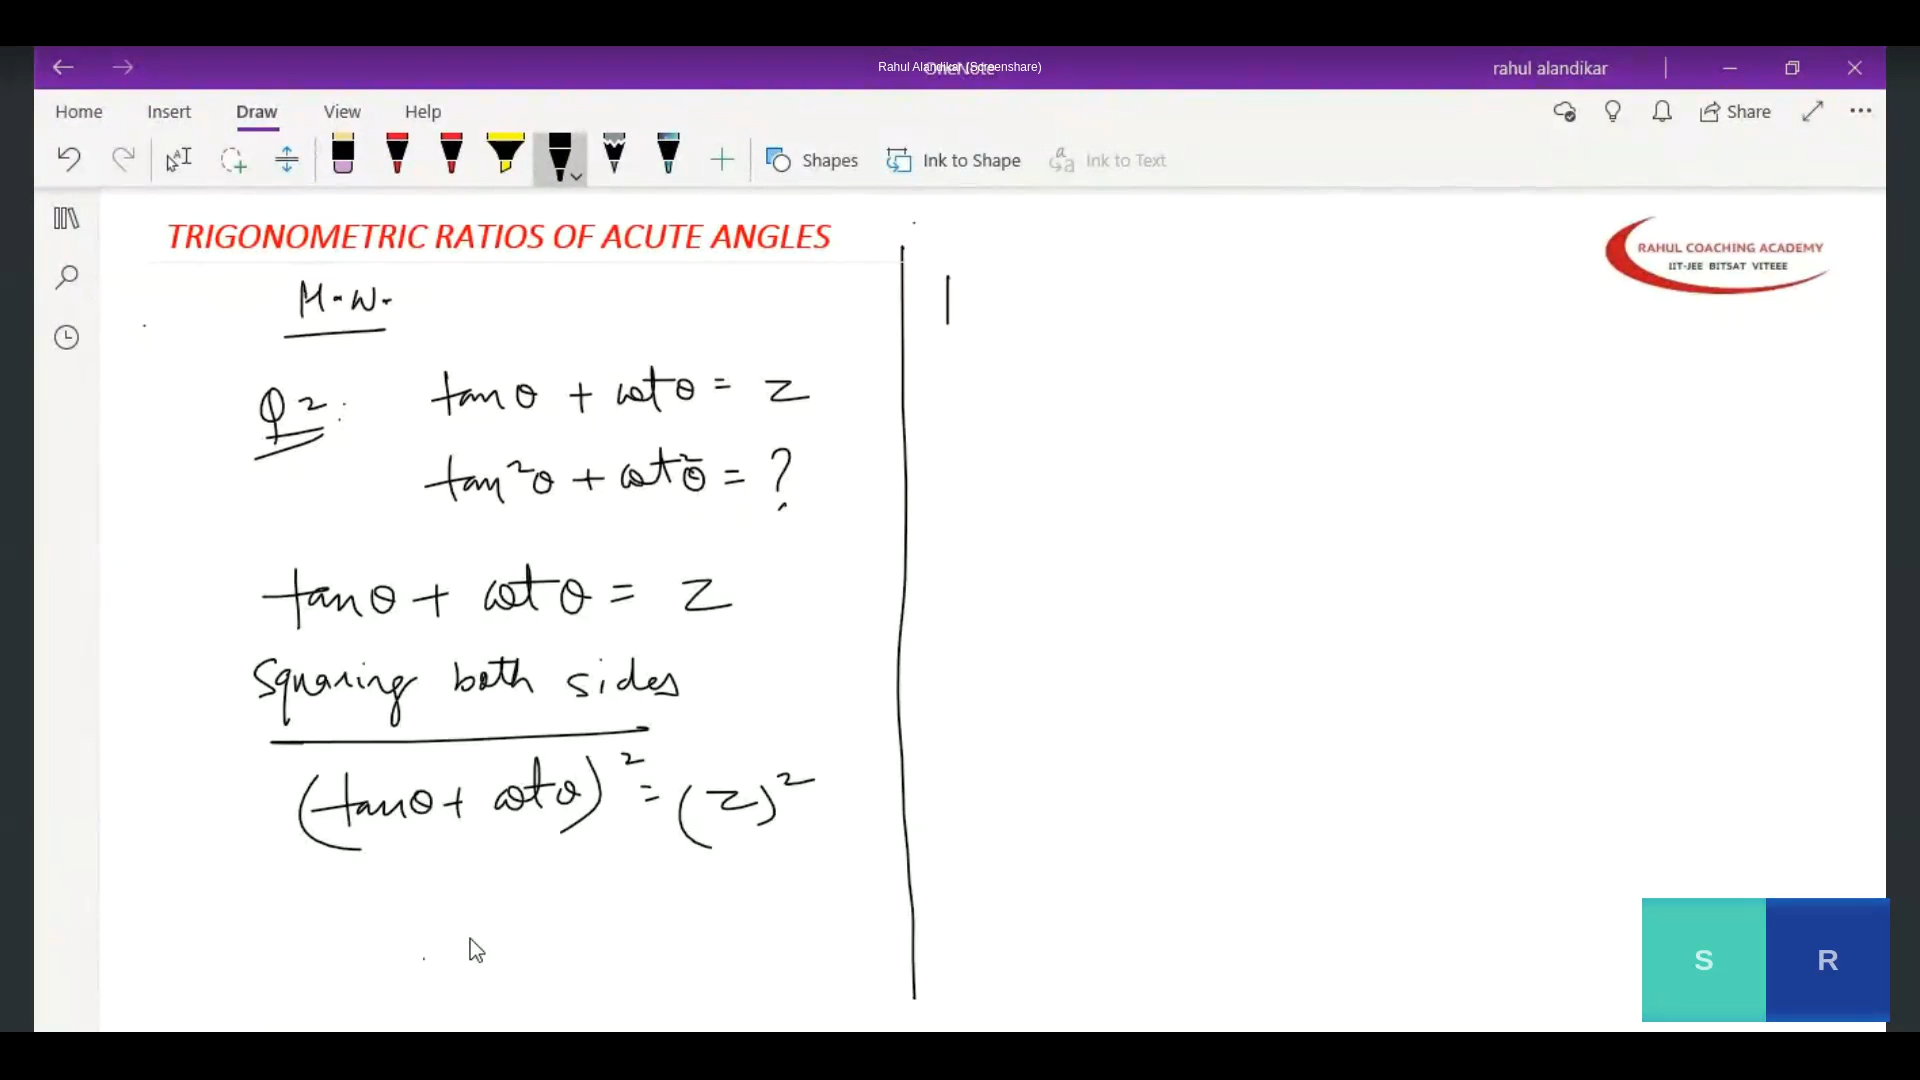 Rahul Alandikar (Screenshare)
OneNote
rahul alandikar
Home Insert Draw View Help
Share
Shapes Ink to Shape Ink to Text
TRIGONOMETRIC RATIOS OF ACUTE ANGLES
RAHUL COACHING ACADEMY
IIT-JEE BITSAT VITEEE
H.W.
Q2: tanθ + cotθ = 2
tan²θ + cot²θ = ?
tanθ + cotθ = 2
Squaring both sides
(tanθ + cotθ)² = (2)²
S R